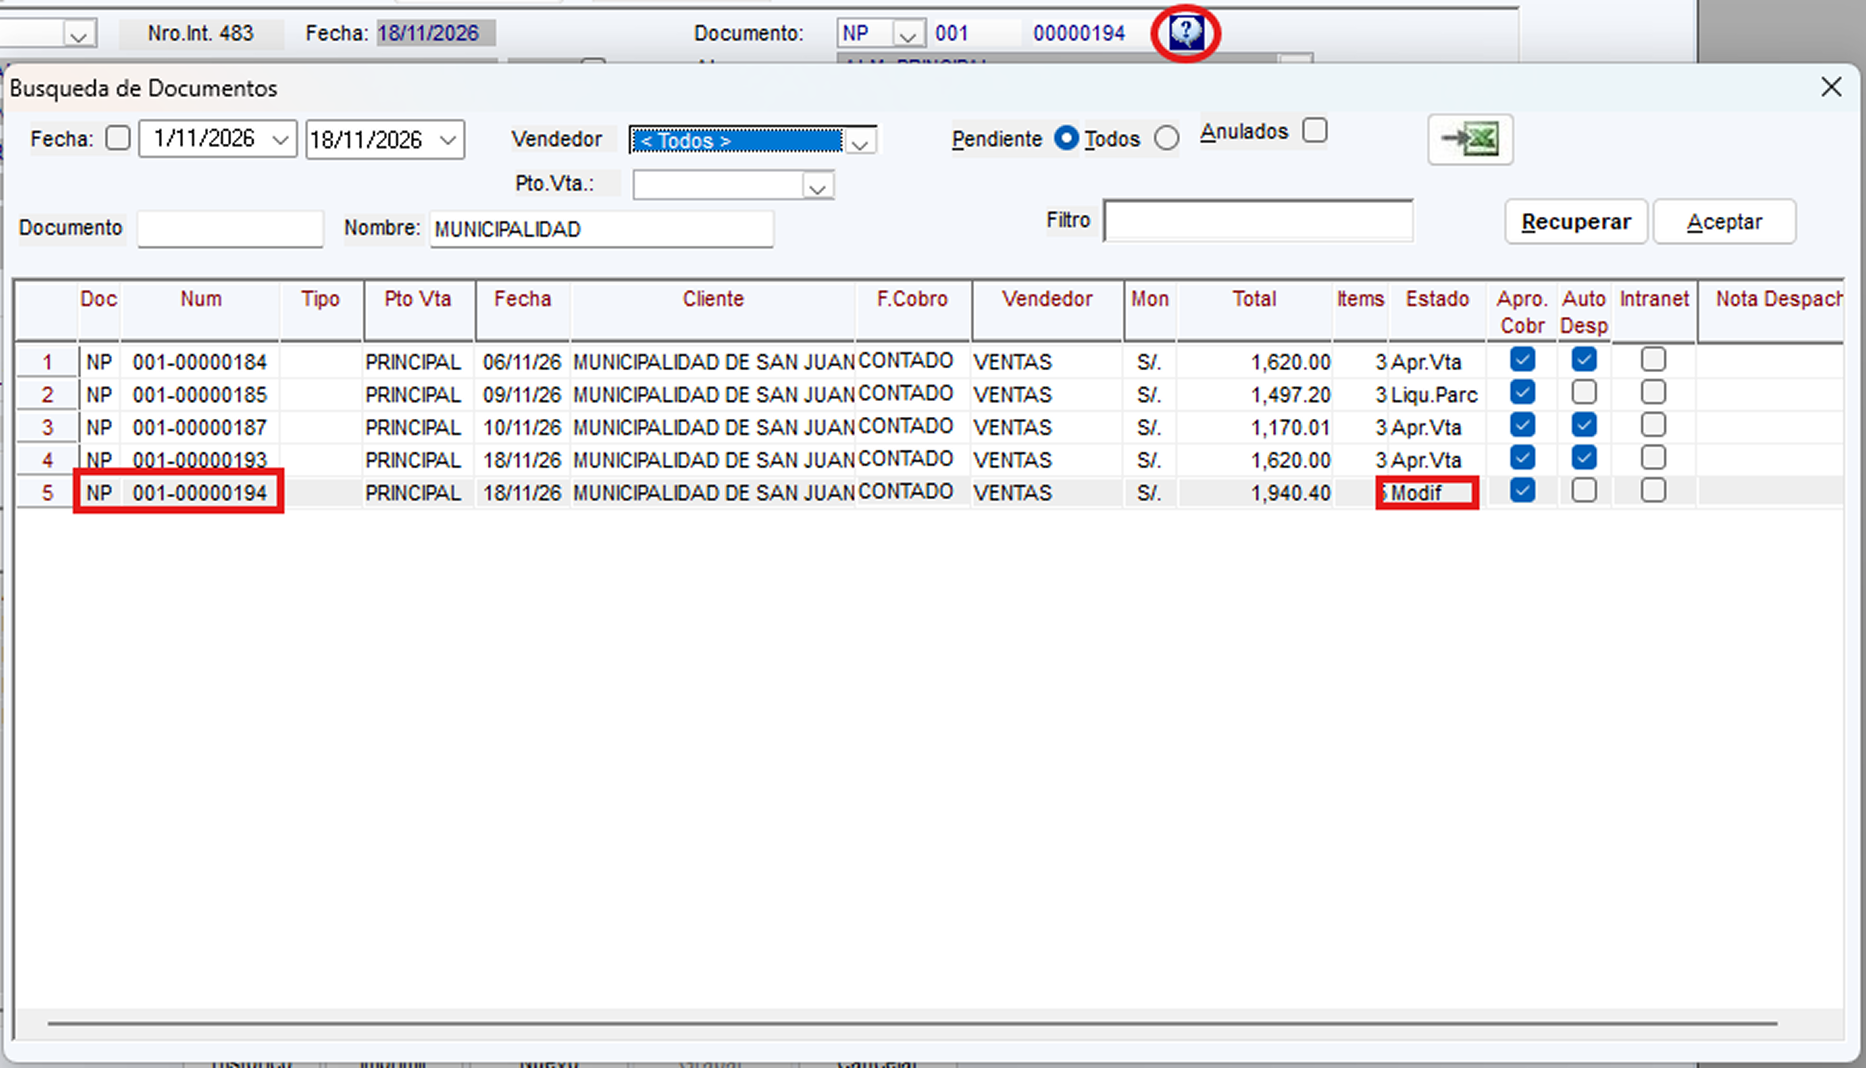 Nro.Int. 483 Fecha: 18/11/2026 Documento: NP 001 00000194
Busqueda de Documentos
Fecha: 1/11/2026 18/11/2026 Vendedor < Todos > Pendiente Todos Anulados
Pto.Vta.:
Documento Nombre: MUNICIPALIDAD Filtro Recuperar Aceptar
Doc Num Tipo Pto Vta Fecha Cliente F.Cobro Vendedor Mon Total Items Estado Apro. Auto Intranet Nota Despach
Cobr Desp
1 NP 001-00000184 PRINCIPAL 06/11/26 MUNICIPALIDAD DE SAN JUAN CONTADO VENTAS S/. 1,620.00 3 Apr.Vta
2 NP 001-00000185 PRINCIPAL 09/11/26 MUNICIPALIDAD DE SAN JUAN CONTADO VENTAS S/. 1,497.20 3 Liqu.Parc
3 NP 001-00000187 PRINCIPAL 10/11/26 MUNICIPALIDAD DE SAN JUAN CONTADO VENTAS S/. 1,170.01 3 Apr.Vta
4 NP 001-00000193 PRINCIPAL 18/11/26 MUNICIPALIDAD DE SAN JUAN CONTADO VENTAS S/. 1,620.00 3 Apr.Vta
5 NP 001-00000194 PRINCIPAL 18/11/26 MUNICIPALIDAD DE SAN JUAN CONTADO VENTAS S/. 1,940.40 Modif